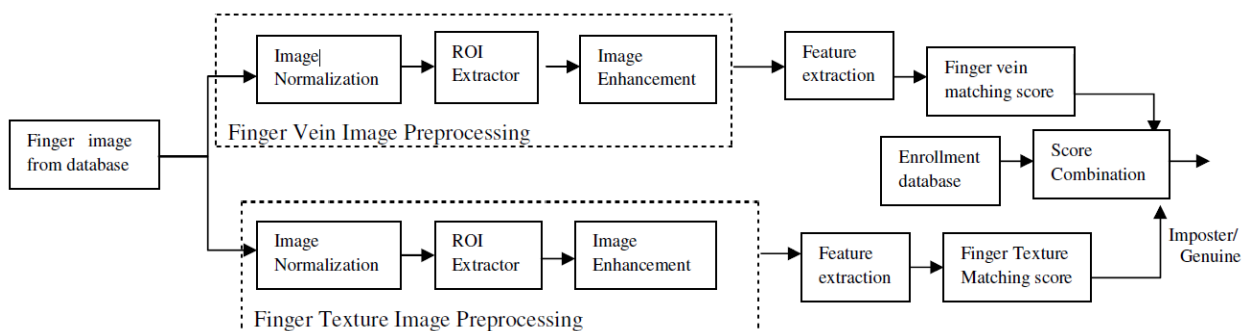 Finger image
from database
Image
Normalization
ROI
Extractor
Image
Enhancement
Finger Vein Image Preprocessing
Feature
extraction
Finger vein
matching score
Enrollment
database
Score
Combination
Image
Normalization
ROI
Extractor
Image
Enhancement
Finger Texture Image Preprocessing
Feature
extraction
Finger Texture
Matching score
Imposter/
Genuine